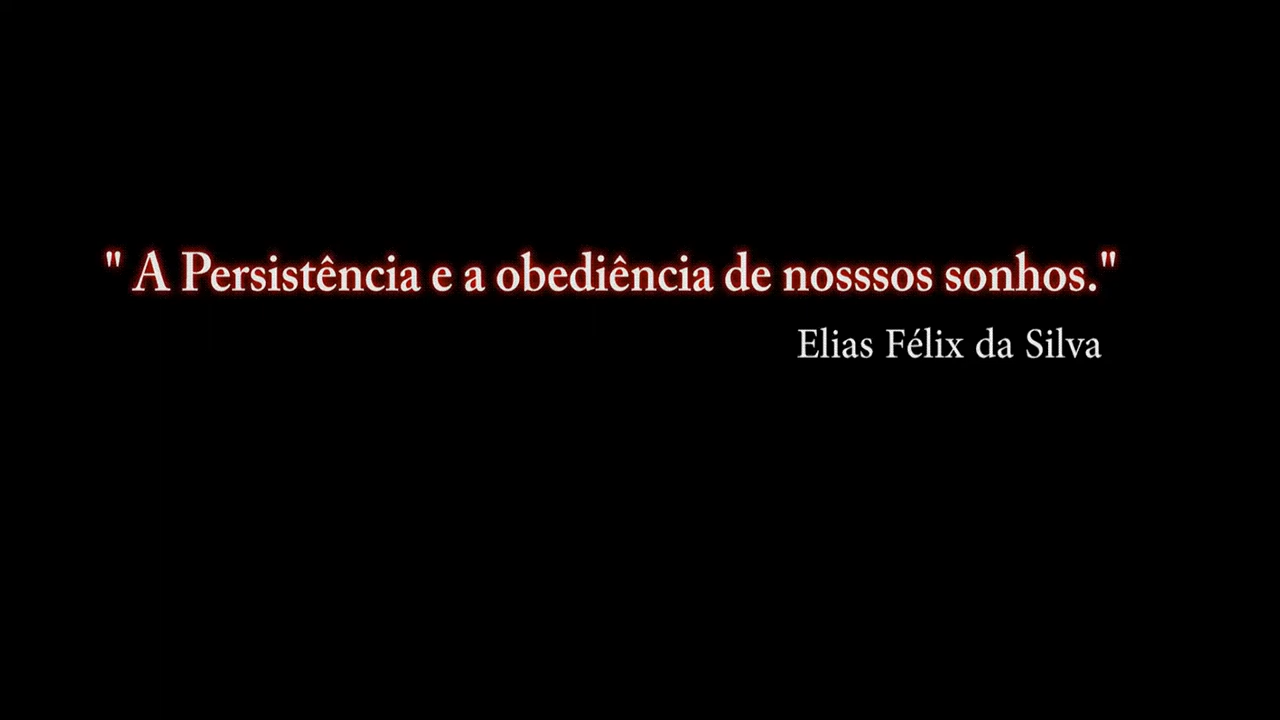 " A Persistência e a obediência de nosssos sonhos."
Elias Félix da Silva